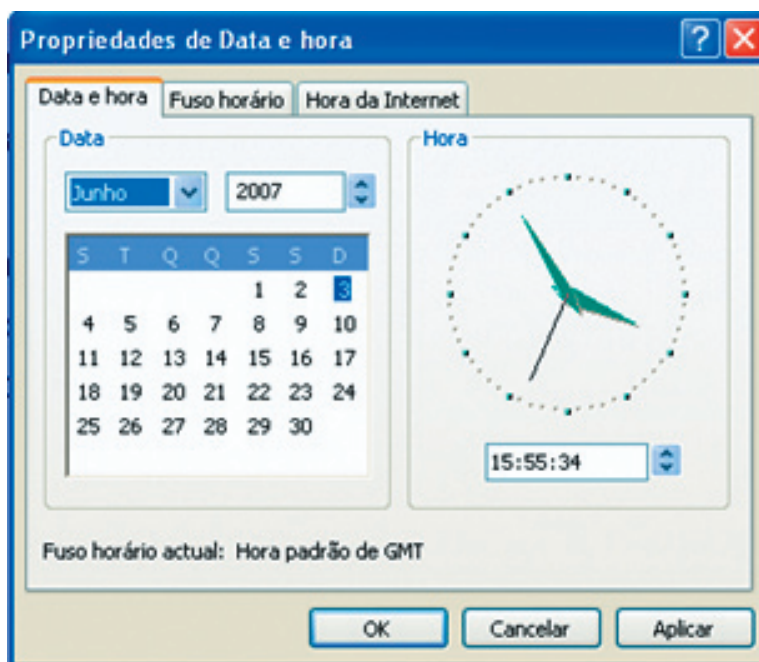 Propriedades de Data e hora
Data e hora Fuso horário Hora da Internet
Data
Junho 2007
S T Q Q S S D
1 2 3
4 5 6 7 8 9 10
11 12 13 14 15 16 17
18 19 20 21 22 23 24
25 26 27 28 29 30
Hora
15:55:34
Fuso horário actual: Hora padrão de GMT
OK Cancelar Aplicar